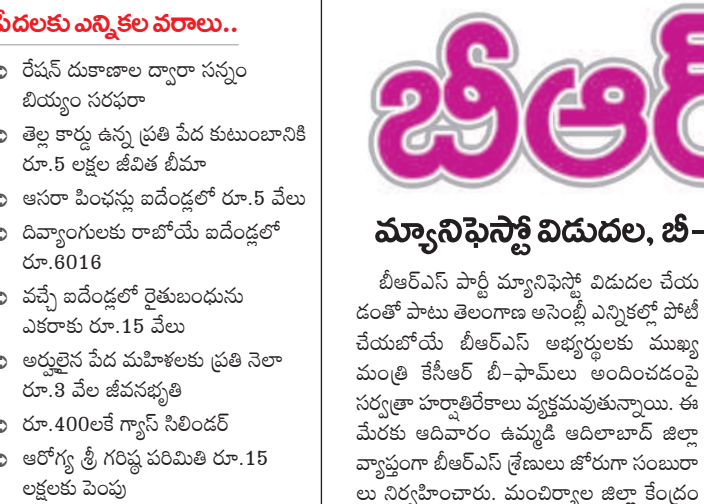 పేదలకు ఎన్నికల వరాలు..
రేషన్ దుకాణాల ద్వారా సన్నం
బియ్యం సరఫరా
తెల్ల కార్డు ఉన్న ప్రతి పేద కుటుంబానికి
రూ.5 లక్షల జీవిత బీమా
ఆసరా పింఛన్లు ఐదేండ్లలో రూ.5 వేలు
దివ్యాంగులకు రాబోయే ఐదేండ్లలో
రూ.6016
వచ్చే ఐదేండ్లలో రైతుబంధును
ఎకరాకు రూ.15 వేలు
అర్హులైన పేద మహిళలకు ప్రతి నెలా
రూ.3 వేల జీవనభృతి
రూ.400లకే గ్యాస్ సిలిండర్
ఆరోగ్య శ్రీ గరిష్ఠ పరిమితి రూ.15
లక్షలకు పెంపు
బీఆర్
మ్యానిఫెస్టో విడుదల, బీ-
బీఆర్ఎస్ పార్టీ మ్యానిఫెస్టో విడుదల చేయ
డంతో పాటు తెలంగాణ అసెంబ్లీ ఎన్నికల్లో పోటీ
చేయబోయే బీఆర్ఎస్ అభ్యర్థులకు ముఖ్య
మంత్రి కేసీఆర్ బీ-ఫామ్‌లు అందించడంపై
సర్వత్రా హర్షాతిరేకాలు వ్యక్తమవుతున్నాయి. ఈ
మేరకు ఆదివారం ఉమ్మడి ఆదిలాబాద్ జిల్లా
వ్యాప్తంగా బీఆర్ఎస్ శ్రేణులు జోరుగా సంబురా
లు నిర్వహించారు. మంచిర్యాల జిల్లా కేంద్రం